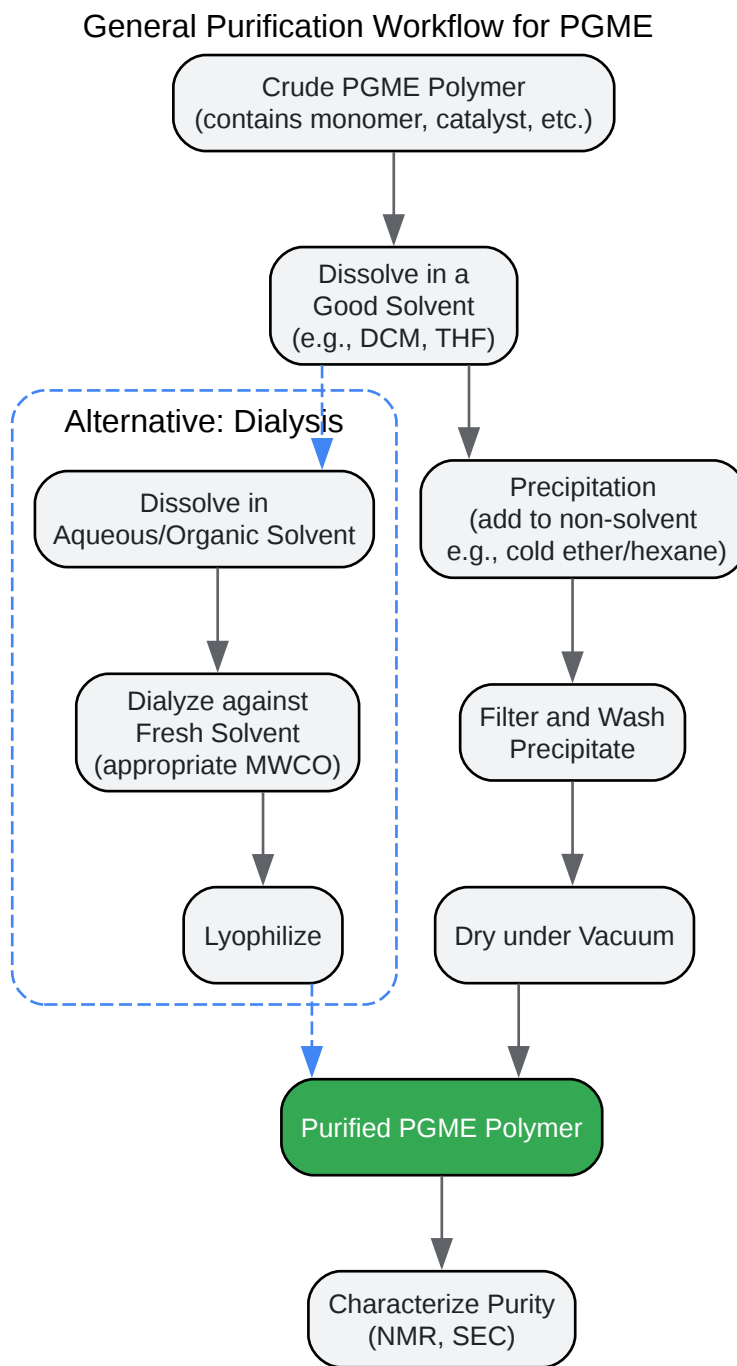 General Purification Workflow for PGME
Crude PGME Polymer
(contains monomer, catalyst, etc.)
Dissolve in a
Good Solvent
(e.g., DCM, THF)
Alternative: Dialysis
Dissolve in
Aqueous/Organic Solvent
Dialyze against
Fresh Solvent
(appropriate MWCO)
Lyophilize
Precipitation
(add to non-solvent
e.g., cold ether/hexane)
Filter and Wash
Precipitate
Dry under Vacuum
Purified PGME Polymer
Characterize Purity
(NMR, SEC)